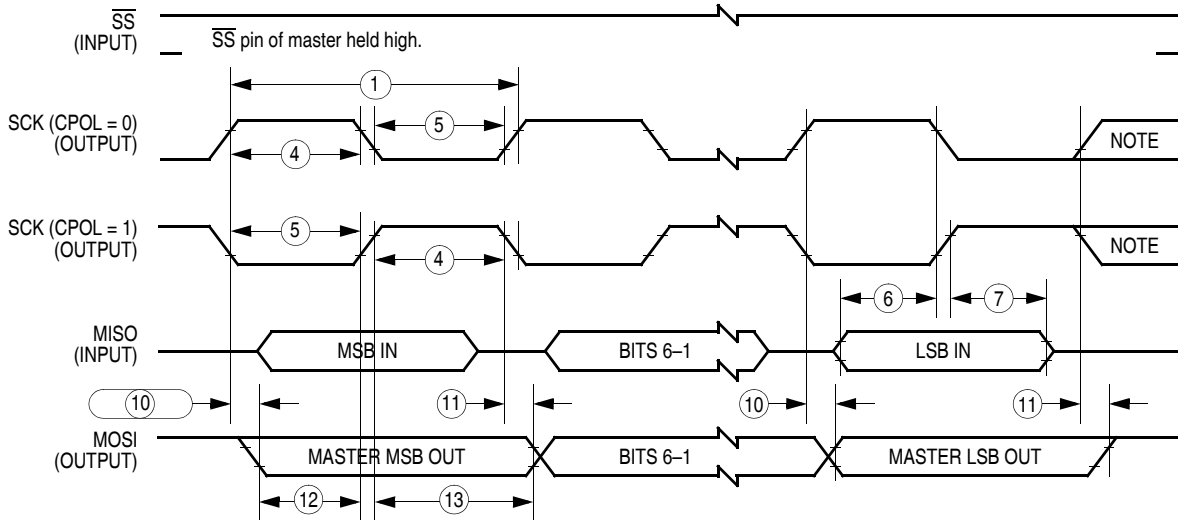 SS
(INPUT)
SS pin of master held high.
1
SCK (CPOL = 0)
(OUTPUT)
5
4
NOTE
SCK (CPOL = 1)
(OUTPUT)
5
4
NOTE
6
7
MISO
(INPUT)
MSB IN
BITS 6–1
LSB IN
10
11
10
11
MOSI
(OUTPUT)
MASTER MSB OUT
BITS 6–1
MASTER LSB OUT
12
13